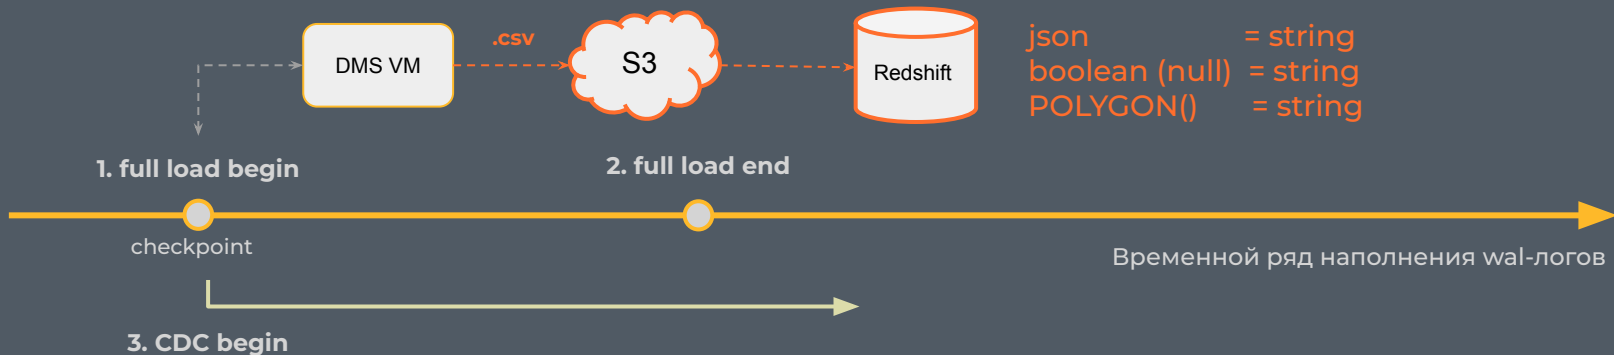 DMS VM
.csv
S3
Redshift
json = string
boolean (null) = string
POLYGON() = string
1. full load begin
2. full load end
checkpoint
Временной ряд наполнения wal-логов
3. CDC begin